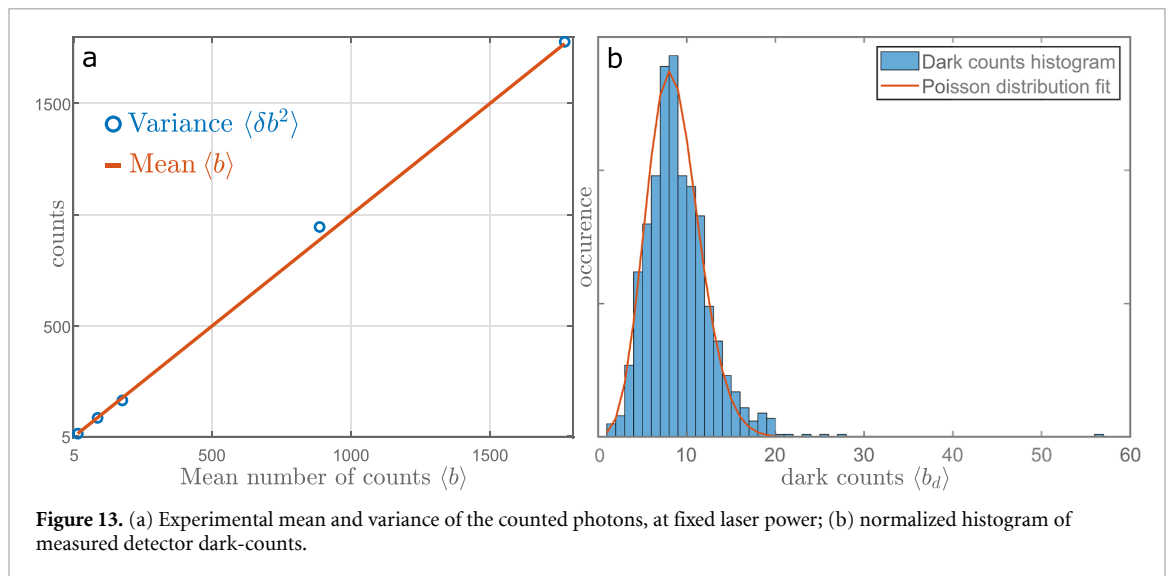 a
Variance ⟨δb²⟩
Mean ⟨b⟩
counts
1500
500
5
5
500
1000
1500
Mean number of counts ⟨b⟩
b
Dark counts histogram
Poisson distribution fit
occurence
0
10
20
30
40
50
60
dark counts ⟨b_d⟩
Figure 13. (a) Experimental mean and variance of the counted photons, at fixed laser power; (b) normalized histogram of
measured detector dark-counts.